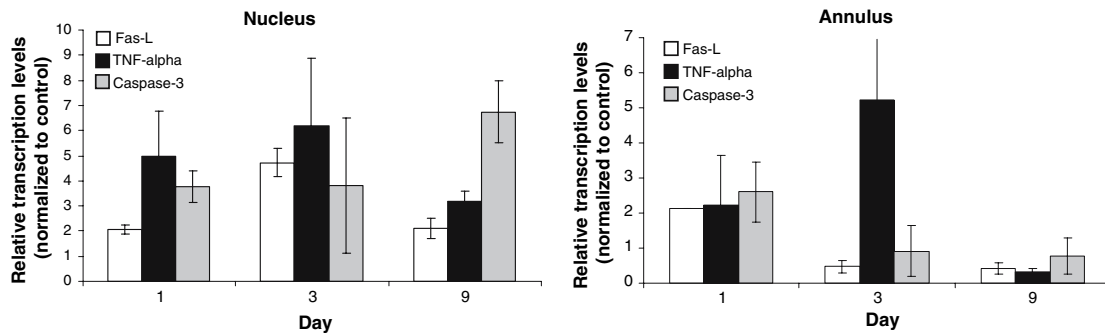 Nucleus
Relative transcription levels
(normalized to control)
10
9
8
7
6
5
4
3
2
1
0
Fas-L
TNF-alpha
Caspase-3
1
3
9
Day
Annulus
Relative transcription levels
(normalized to control)
7
6
5
4
3
2
1
0
Fas-L
TNF-alpha
Caspase-3
1
3
9
Day